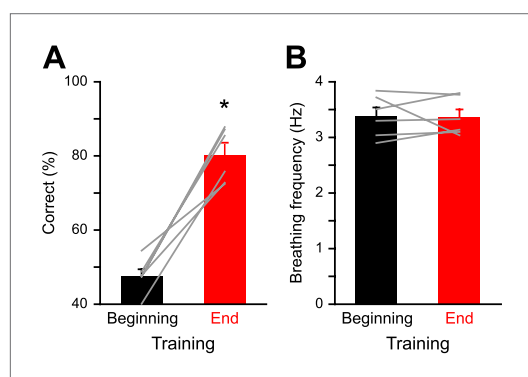 A
Correct (%)
100
80
60
40
*
Beginning End
Training
B
Breathing frequency (Hz)
4
3
2
1
0
Beginning End
Training